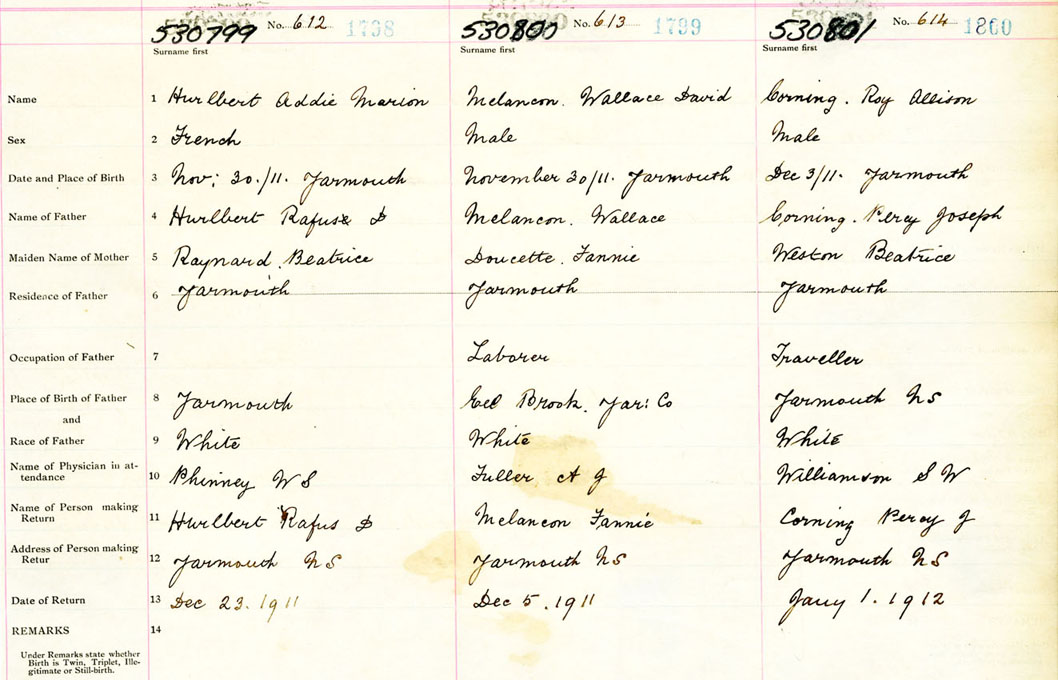 530799 No. 612 1798 530800 No. 613 1799 530801 No. 614 1800
Surname first Surname first Surname first
Name 1 Hurlbert Addie Marion Melancon. Wallace David Corning. Roy Allison
Sex 2 French Male Male
Date and Place of Birth 3 Nov; 30./11. Yarmouth November 30/11. Yarmouth Dec 3/11. Yarmouth
Name of Father 4 Hurlbert Rafuse D Melancon. Wallace Corning. Percy Joseph
Maiden Name of Mother 5 Raynard. Beatrice Doucette. Fannie Weston Beatrice
Residence of Father 6 Yarmouth Yarmouth Yarmouth
Occupation of Father 7 Laborer Traveller
Place of Birth of Father 8 Yarmouth Eel Brook. Yar: Co Yarmouth NS
and
Race of Father 9 White White White
Name of Physician in at-
tendance 10 Phinney W S Fuller A J Williamson S W
Name of Person making
Return 11 Hurlbert Rafus D Melancon Fannie Corning Percy J
Address of Person making
Retur 12 Yarmouth NS Yarmouth NS Yarmouth NS
Date of Return 13 Dec 23. 1911 Dec 5. 1911 Jany 1. 1912
REMARKS 14
Under Remarks state whether
Birth is Twin, Triplet, Ille-
gitimate or Still-birth.